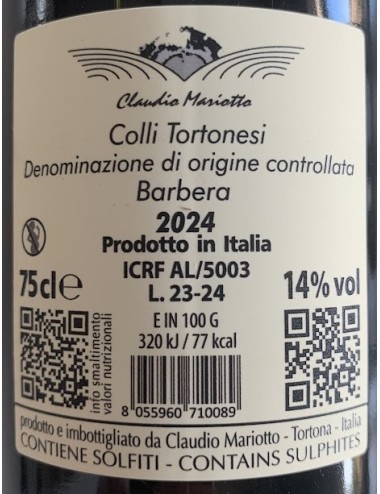 Claudio Mariotto
Colli Tortonesi
Denominazione di origine controllata
Barbera
2024
Prodotto in Italia
ICRF AL/5003
75cl e
L. 23-24
14% vol
E IN 100 G
320 kJ / 77 kcal
info smaltimento
valori nutrizionali
8 055960 710089
prodotto e imbottigliato da Claudio Mariotto - Tortona - Italia
CONTIENE SOLFITI - CONTAINS SULPHITES